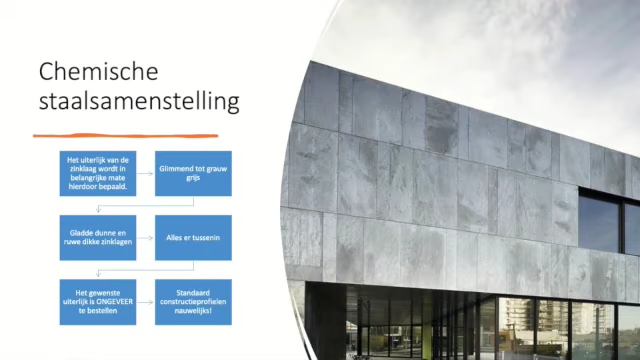 Chemische
staalsamenstelling
Het uiterlijk van de
zinklaag wordt in
belangrijke mate
hierdoor bepaald.
Glimmend tot grauw
grijs
Gladde dunne en
ruwe dikke zinklagen
Alles er tussenin
Het gewenste
uiterlijk is ONGEVEER
te bestellen
Standaard
constructieprofielen
nauwelijks!